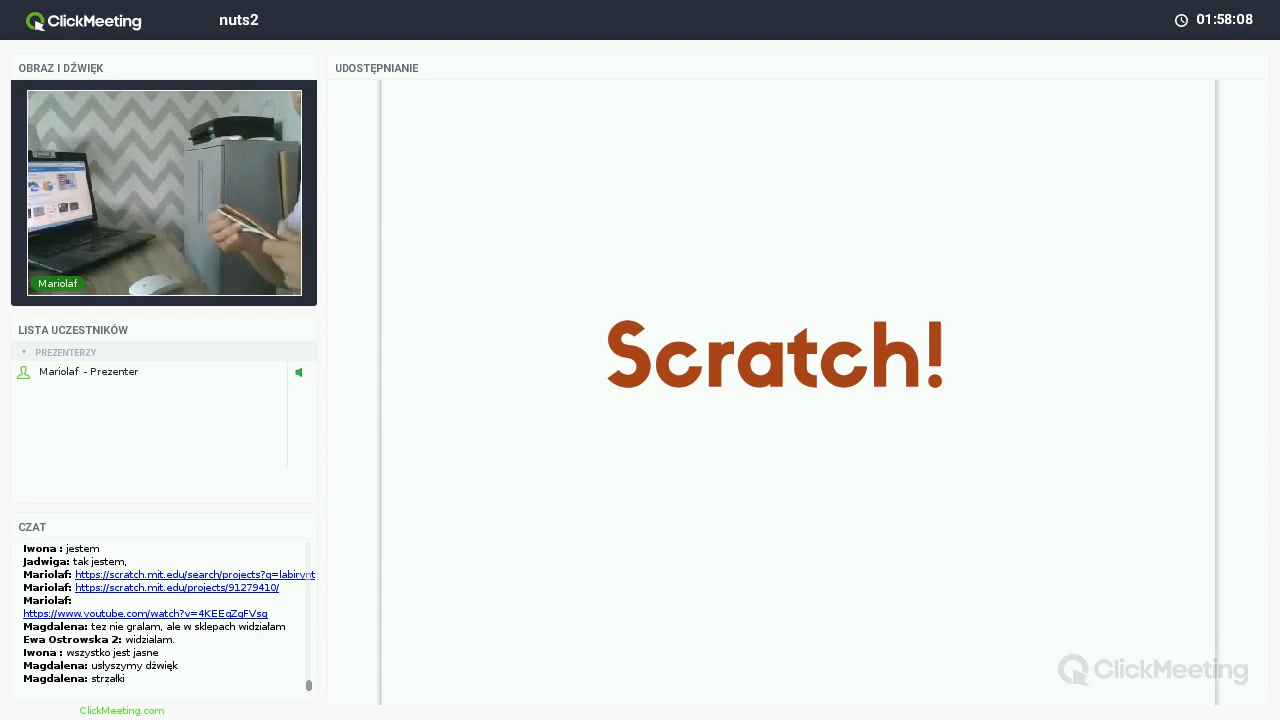 ClickMeeting
nuts2
01:58:08
OBRAZ I DŹWIĘK
UDOSTĘPNIANIE
Mariolaf
LISTA UCZESTNIKÓW
PREZENTERZY
Mariolaf - Prezenter
Scratch!
CZAT
Iwona : jestem
Jadwiga: tak jestem,
Mariolaf: https://scratch.mit.edu/search/projects?q=labirynt
Mariolaf: https://scratch.mit.edu/projects/91279410/
Mariolaf:
https://www.youtube.com/watch?v=4KEEqZgFVsg
Magdalena: tez nie gralam, ale w sklepach widziałam
Ewa Ostrowska 2: widzialam.
Iwona : wszystko jest jasne
Magdalena: usłyszymy dźwięk
Magdalena: strzałki
ClickMeeting
ClickMeeting.com